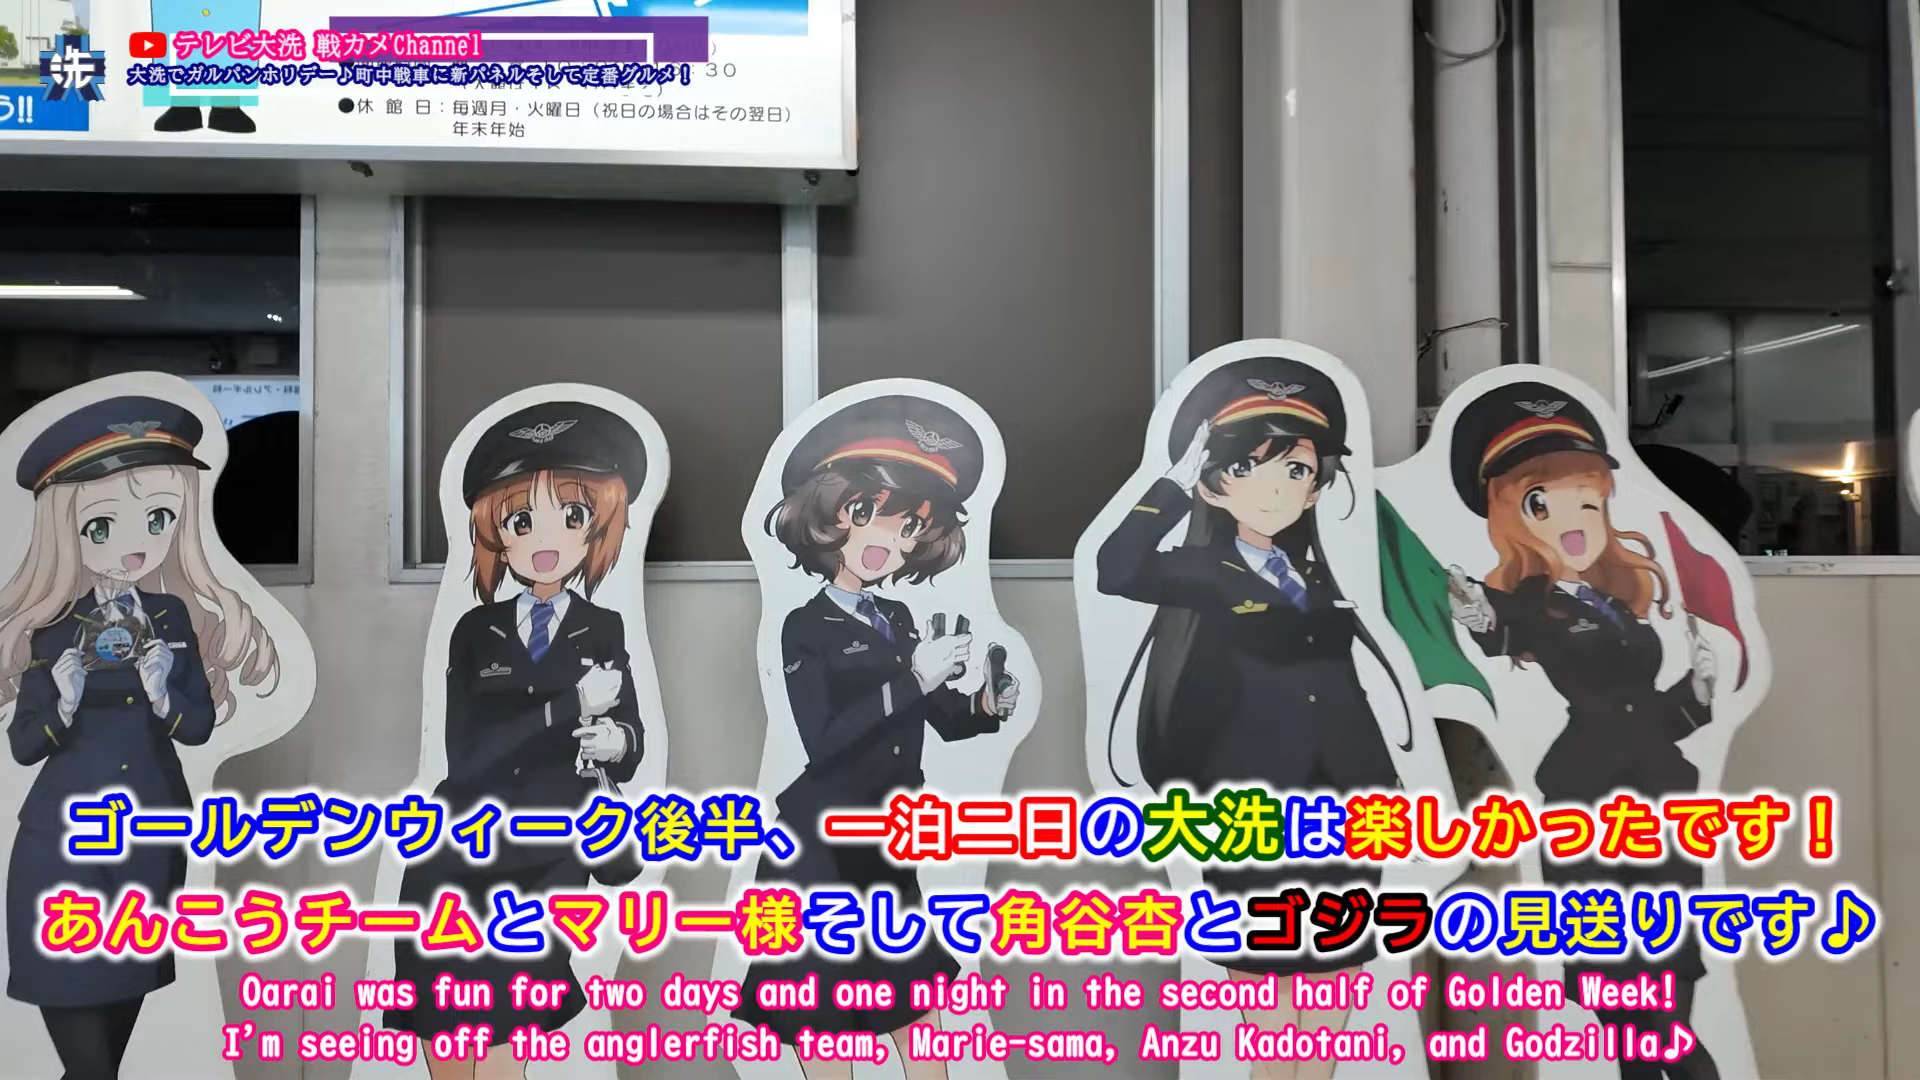 洗
テレビ大洗 戦カメChannel
大洗でガルパンホリデー♪町中戦車に新パネルそして定番グルメ！
:30
●休 館 日：毎週月・火曜日（祝日の場合はその翌日）
年末年始
う!!
ゴールデンウィーク後半、一泊二日の大洗は楽しかったです！
あんこうチームとマリー様そして角谷杏とゴジラの見送りです♪
Oarai was fun for two days and one night in the second half of Golden Week!
I'm seeing off the anglerfish team, Marie-sama, Anzu Kadotani, and Godzilla♪